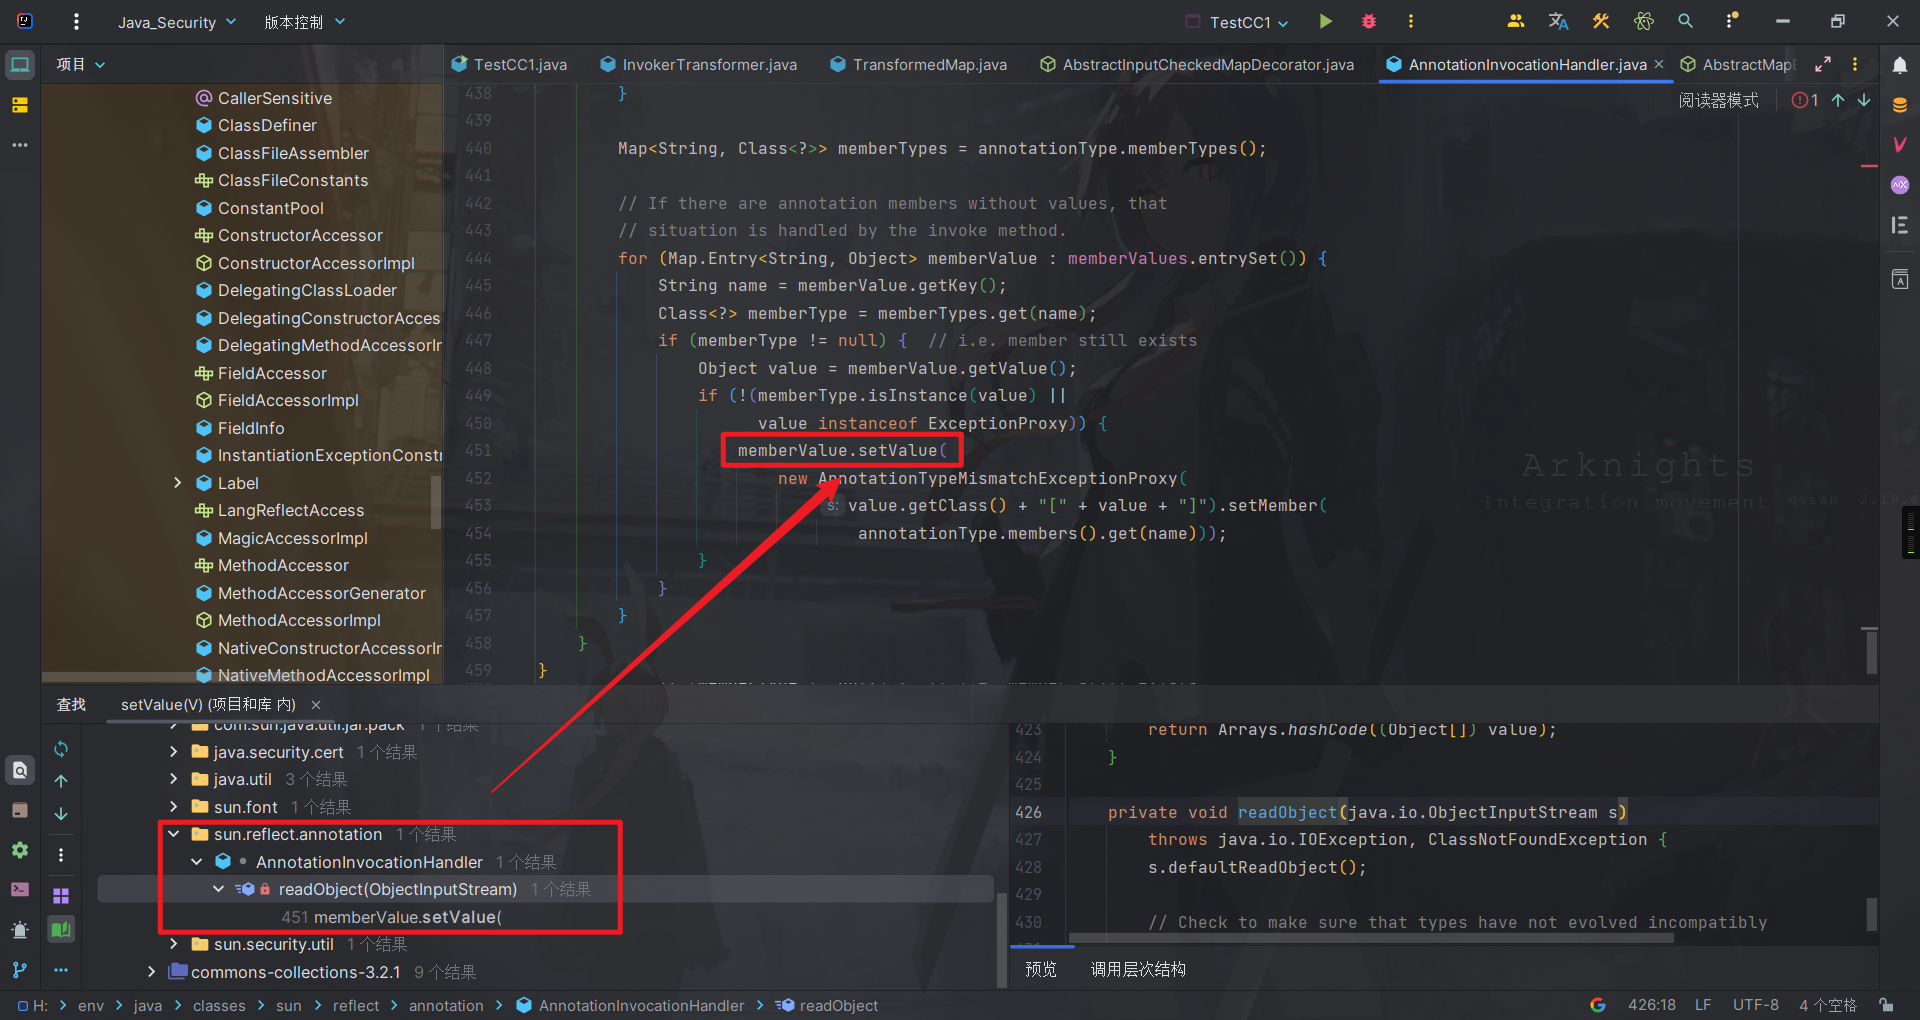 Java_Security
版本控制
TestCC1
项目
TestCC1.java
InvokerTransformer.java
TransformedMap.java
AbstractInputCheckedMapDecorator.java
AnnotationInvocationHandler.java
AbstractMap
阅读器模式
1
CallerSensitive
ClassDefiner
ClassFileAssembler
ClassFileConstants
ConstantPool
ConstructorAccessor
ConstructorAccessorImpl
DelegatingClassLoader
DelegatingConstructorAcces
DelegatingMethodAccessorIr
FieldAccessor
FieldAccessorImpl
FieldInfo
InstantiationExceptionConstr
Label
LangReflectAccess
MagicAccessorImpl
MethodAccessor
MethodAccessorGenerator
MethodAccessorImpl
NativeConstructorAccessorIr
NativeMethodAccessorImpl
438 }
439
440 Map<String, Class<?>> memberTypes = annotationType.memberTypes();
441
442 // If there are annotation members without values, that
443 // situation is handled by the invoke method.
444 for (Map.Entry<String, Object> memberValue : memberValues.entrySet()) {
445 String name = memberValue.getKey();
446 Class<?> memberType = memberTypes.get(name);
447 if (memberType != null) { // i.e. member still exists
448 Object value = memberValue.getValue();
449 if (!(memberType.isInstance(value) ||
450 value instanceof ExceptionProxy)) {
451 memberValue.setValue(
452 new AnnotationTypeMismatchExceptionProxy(
453 s: value.getClass() + "[" + value + "]").setMember(
454 annotationType.members().get(name)));
455 }
456 }
457 }
458 }
459 }
Arknights
Integration movement
查找
setValue(V) (项目和库 内)
com.sun.java.util.jar.pack 1 个结果
java.security.cert 1 个结果
java.util 3 个结果
sun.font 1 个结果
sun.reflect.annotation 1 个结果
AnnotationInvocationHandler 1 个结果
readObject(ObjectInputStream) 1 个结果
451 memberValue.setValue(
sun.security.util 1 个结果
commons-collections-3.2.1 9 个结果
423 return Arrays.hashCode((Object[]) value);
424 }
425
426 private void readObject(java.io.ObjectInputStream s)
427 throws java.io.IOException, ClassNotFoundException {
428 s.defaultReadObject();
429
430 // Check to make sure that types have not evolved incompatibly
预览
调用层次结构
H: > env > java > classes > sun > reflect > annotation > AnnotationInvocationHandler > readObject
426:18
LF
UTF-8
4 个空格